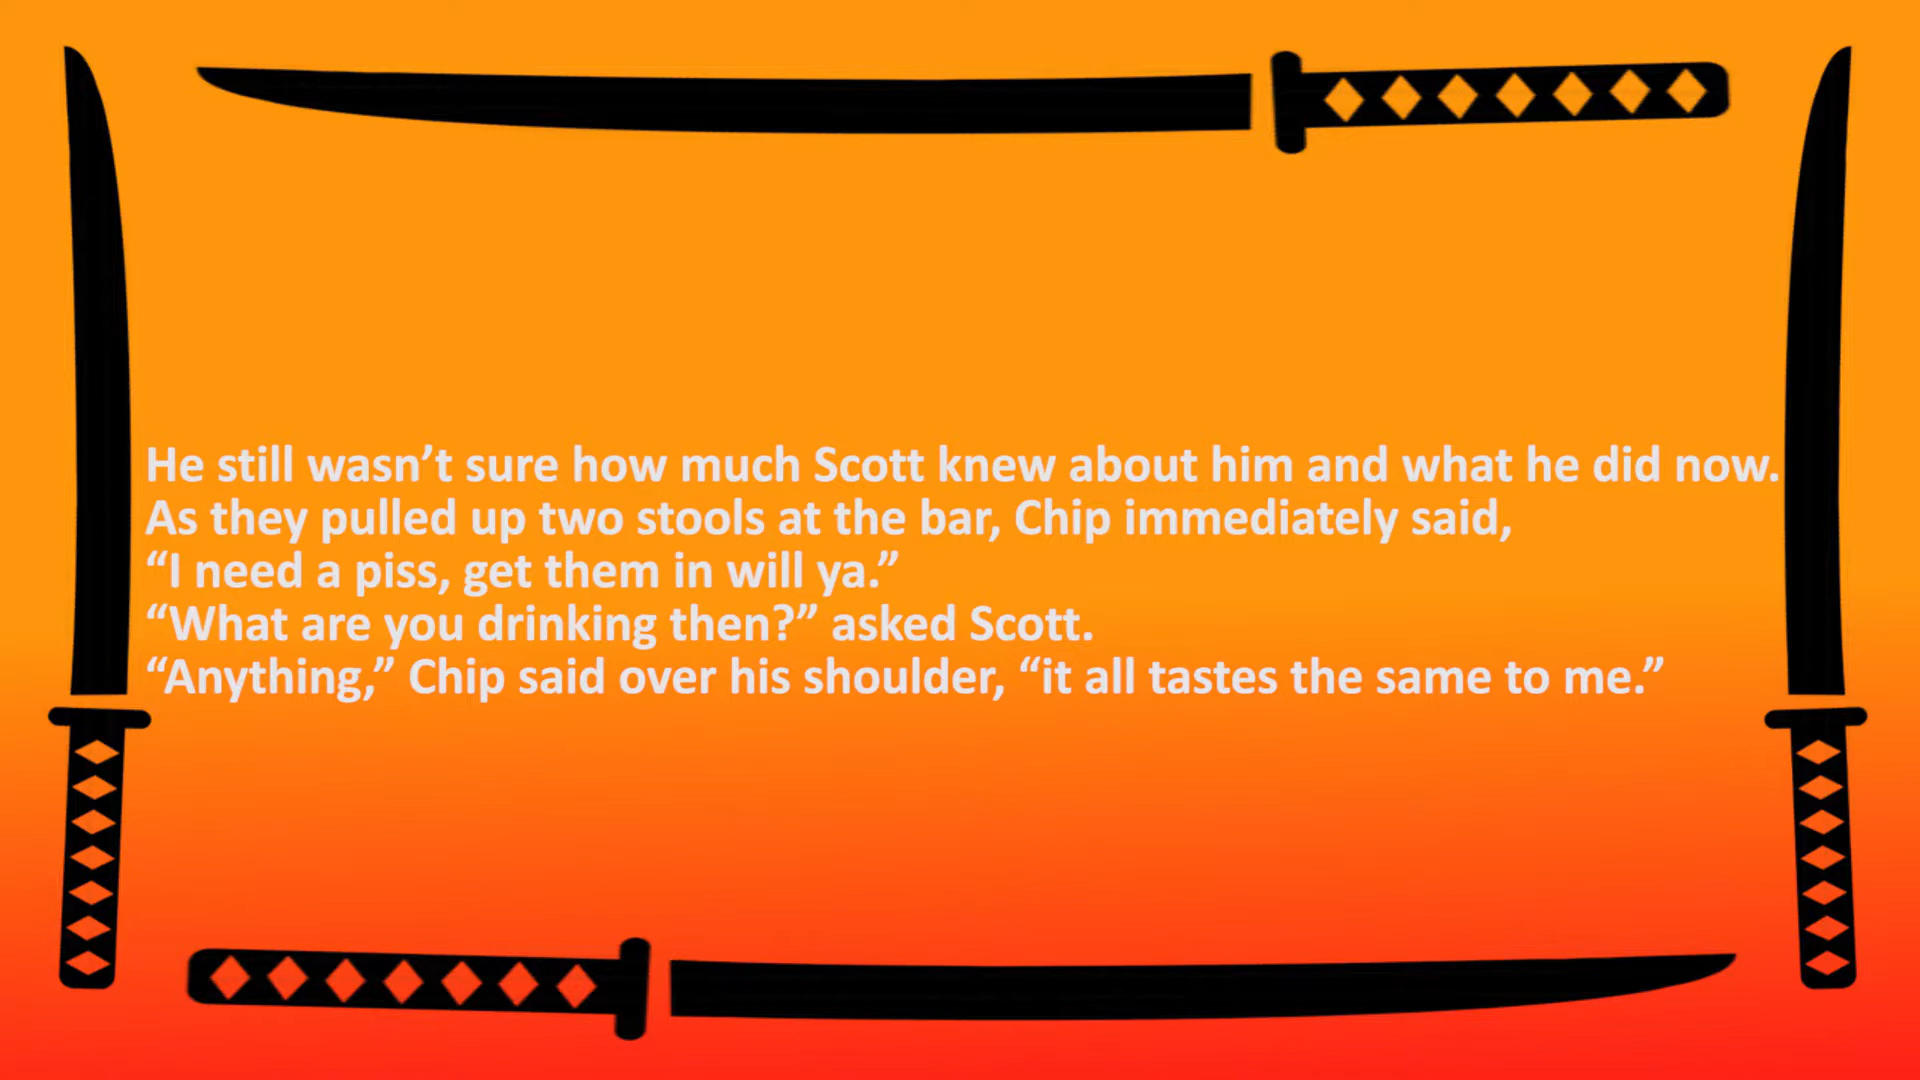 He still wasn’t sure how much Scott knew about him and what he did now.
As they pulled up two stools at the bar, Chip immediately said,
“I need a piss, get them in will ya.”
“What are you drinking then?” asked Scott.
“Anything,” Chip said over his shoulder, “it all tastes the same to me.”